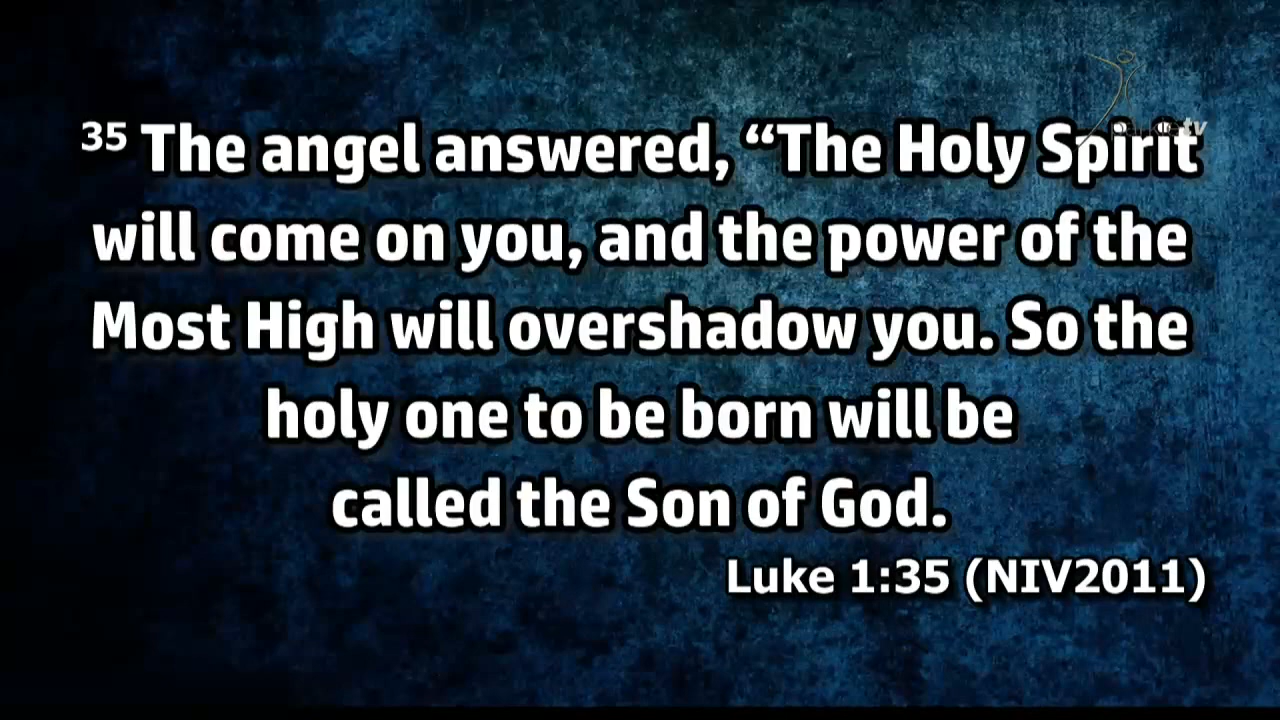 35 The angel answered, “The Holy Spirit
will come on you, and the power of the
Most High will overshadow you. So the
holy one to be born will be
called the Son of God.
Luke 1:35 (NIV2011)